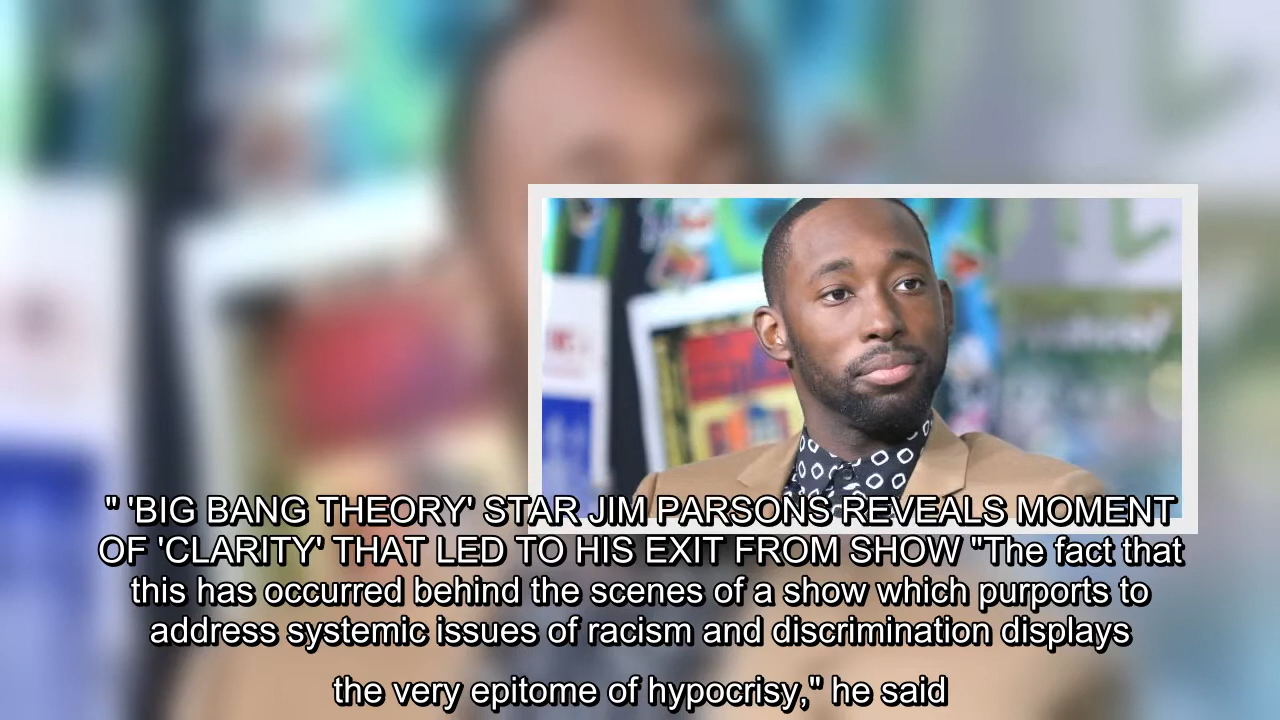 " 'BIG BANG THEORY' STAR JIM PARSONS REVEALS MOMENT
OF 'CLARITY' THAT LED TO HIS EXIT FROM SHOW "The fact that
this has occurred behind the scenes of a show which purports to
address systemic issues of racism and discrimination displays
the very epitome of hypocrisy," he said